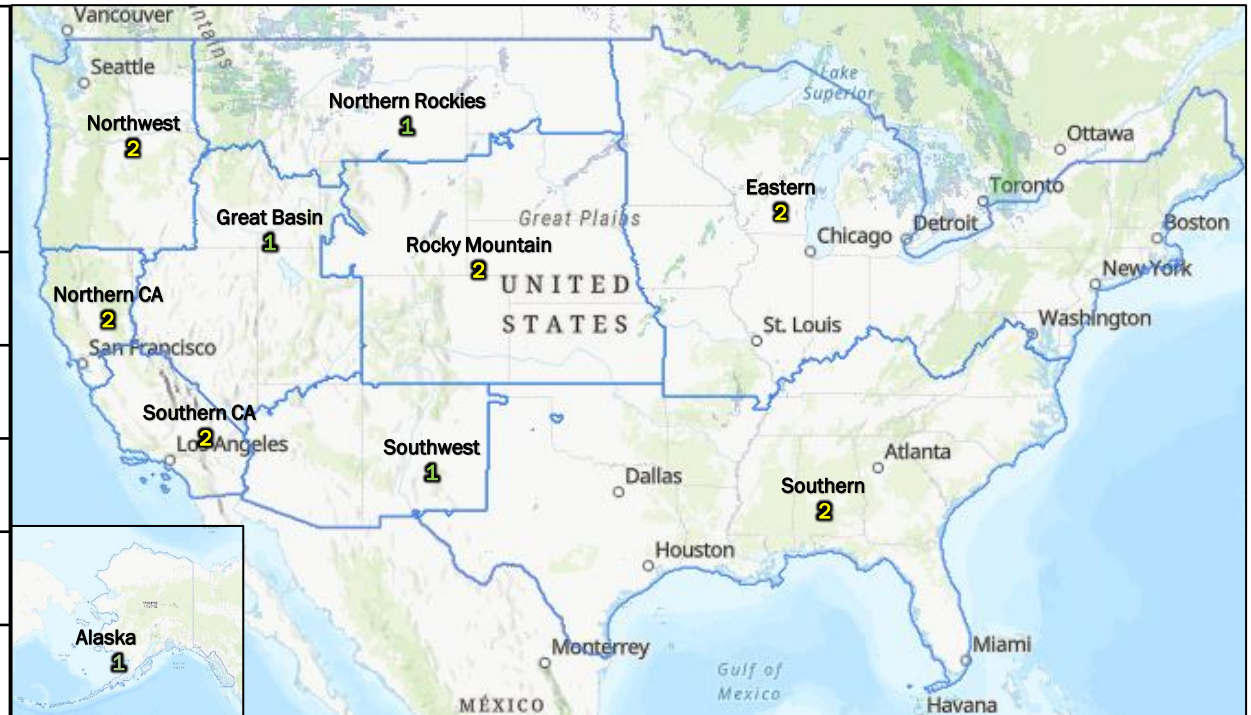 Vancouver
ntains
Seattle
Lake
Superior
Northern Rockies
1
Northwest
2
Ottawa
Toronto
Eastern
2
Great Basin
1
Great Plains
Detroit
Boston
Chicago
Rocky Mountain
2
UNITED
STATES
New York
Northern CA
2
St. Louis
Washington
San Francisco
Southern CA
2
Los Angeles
Southwest
1
Atlanta
Dallas
Southern
2
Houston
Alaska
1
Monterrey
Miami
Gulf of
Mexico
MÉXICO
Havana